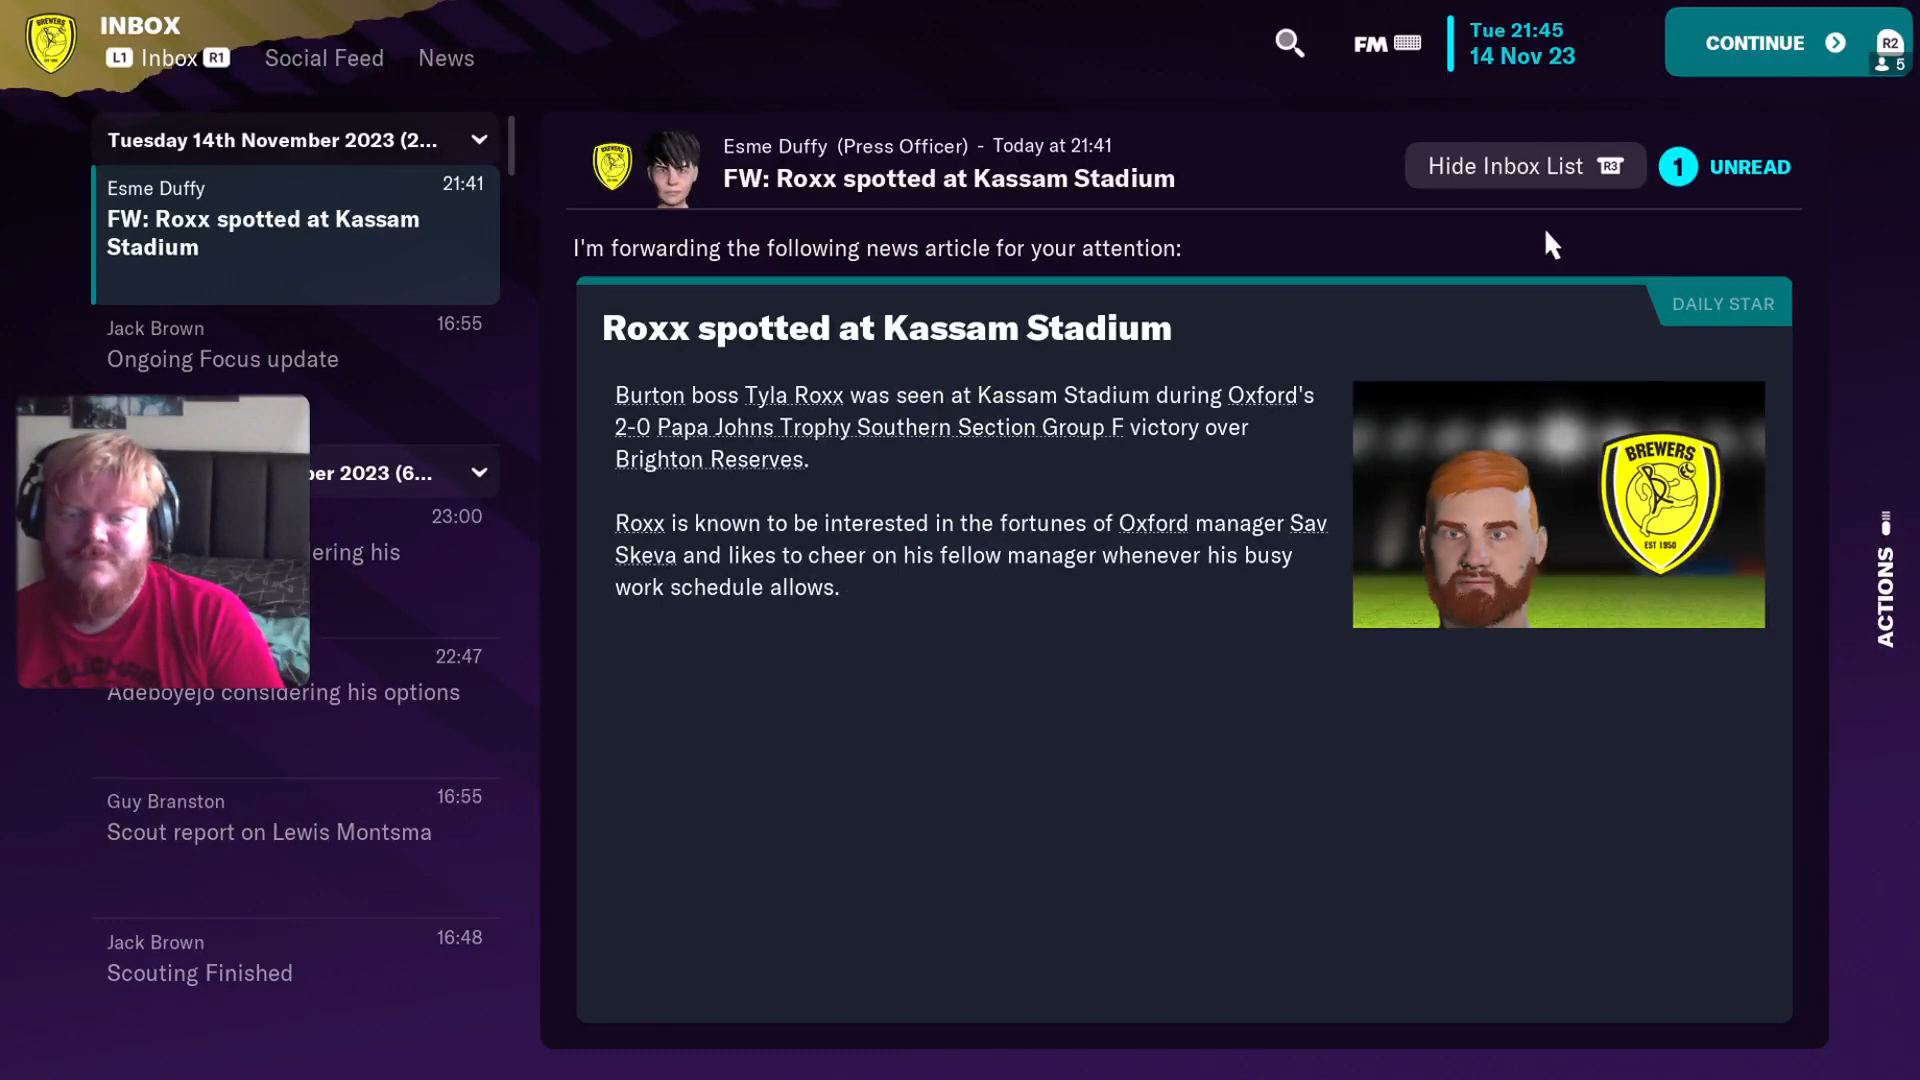 INBOX
L1 Inbox R1 Social Feed News
FM
Tue 21:45
14 Nov 23
CONTINUE
R2
5
BREWERS
Tuesday 14th November 2023 (2...
Esme Duffy 21:41
FW: Roxx spotted at Kassam
Stadium
Jack Brown 16:55
Ongoing Focus update
ber 2023 (6...
23:00
ering his
22:47
Adeboyejo considering his options
Guy Branston 16:55
Scout report on Lewis Montsma
Jack Brown 16:48
Scouting Finished
BREWERS
Esme Duffy (Press Officer) - Today at 21:41
FW: Roxx spotted at Kassam Stadium
Hide Inbox List R3
1 UNREAD
I'm forwarding the following news article for your attention:
DAILY STAR
Roxx spotted at Kassam Stadium
Burton boss Tyla Roxx was seen at Kassam Stadium during Oxford's
2-0 Papa Johns Trophy Southern Section Group F victory over
Brighton Reserves.
Roxx is known to be interested in the fortunes of Oxford manager Sav
Skeva and likes to cheer on his fellow manager whenever his busy
work schedule allows.
BREWERS
EST 1950
ACTIONS